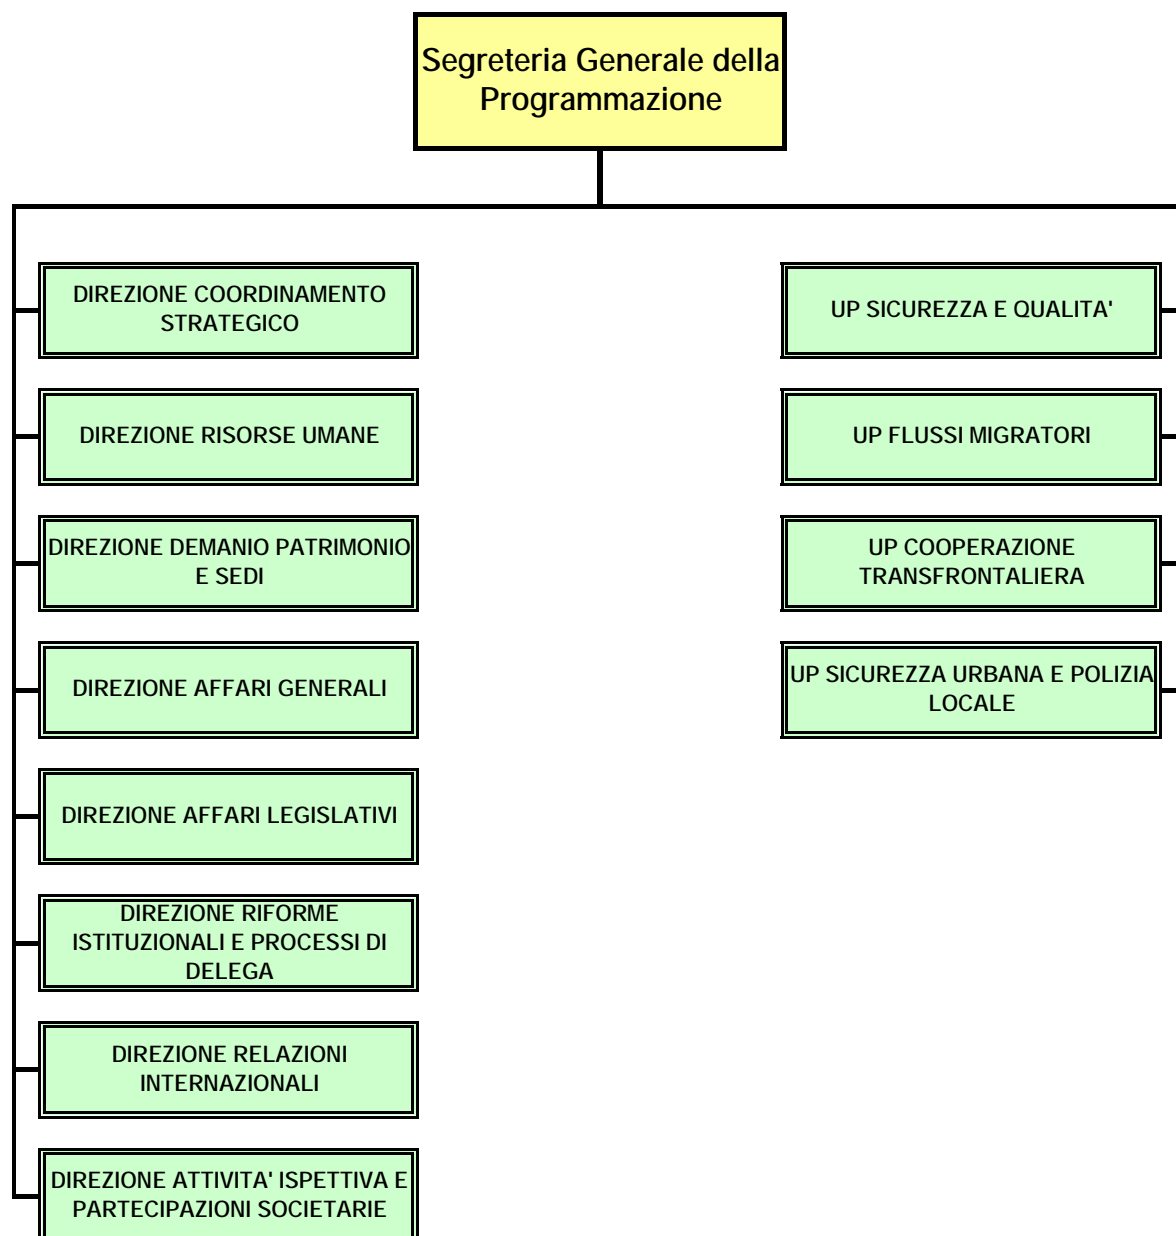 Segreteria Generale della
Programmazione
DIREZIONE COORDINAMENTO
STRATEGICO
DIREZIONE RISORSE UMANE
DIREZIONE DEMANIO PATRIMONIO
E SEDI
DIREZIONE AFFARI GENERALI
DIREZIONE AFFARI LEGISLATIVI
DIREZIONE RIFORME
ISTITUZIONALI E PROCESSI DI
DELEGA
DIREZIONE RELAZIONI
INTERNAZIONALI
DIREZIONE ATTIVITA' ISPETTIVA E
PARTECIPAZIONI SOCIETARIE
UP SICUREZZA E QUALITA'
UP FLUSSI MIGRATORI
UP COOPERAZIONE
TRANSFRONTALIERA
UP SICUREZZA URBANA E POLIZIA
LOCALE